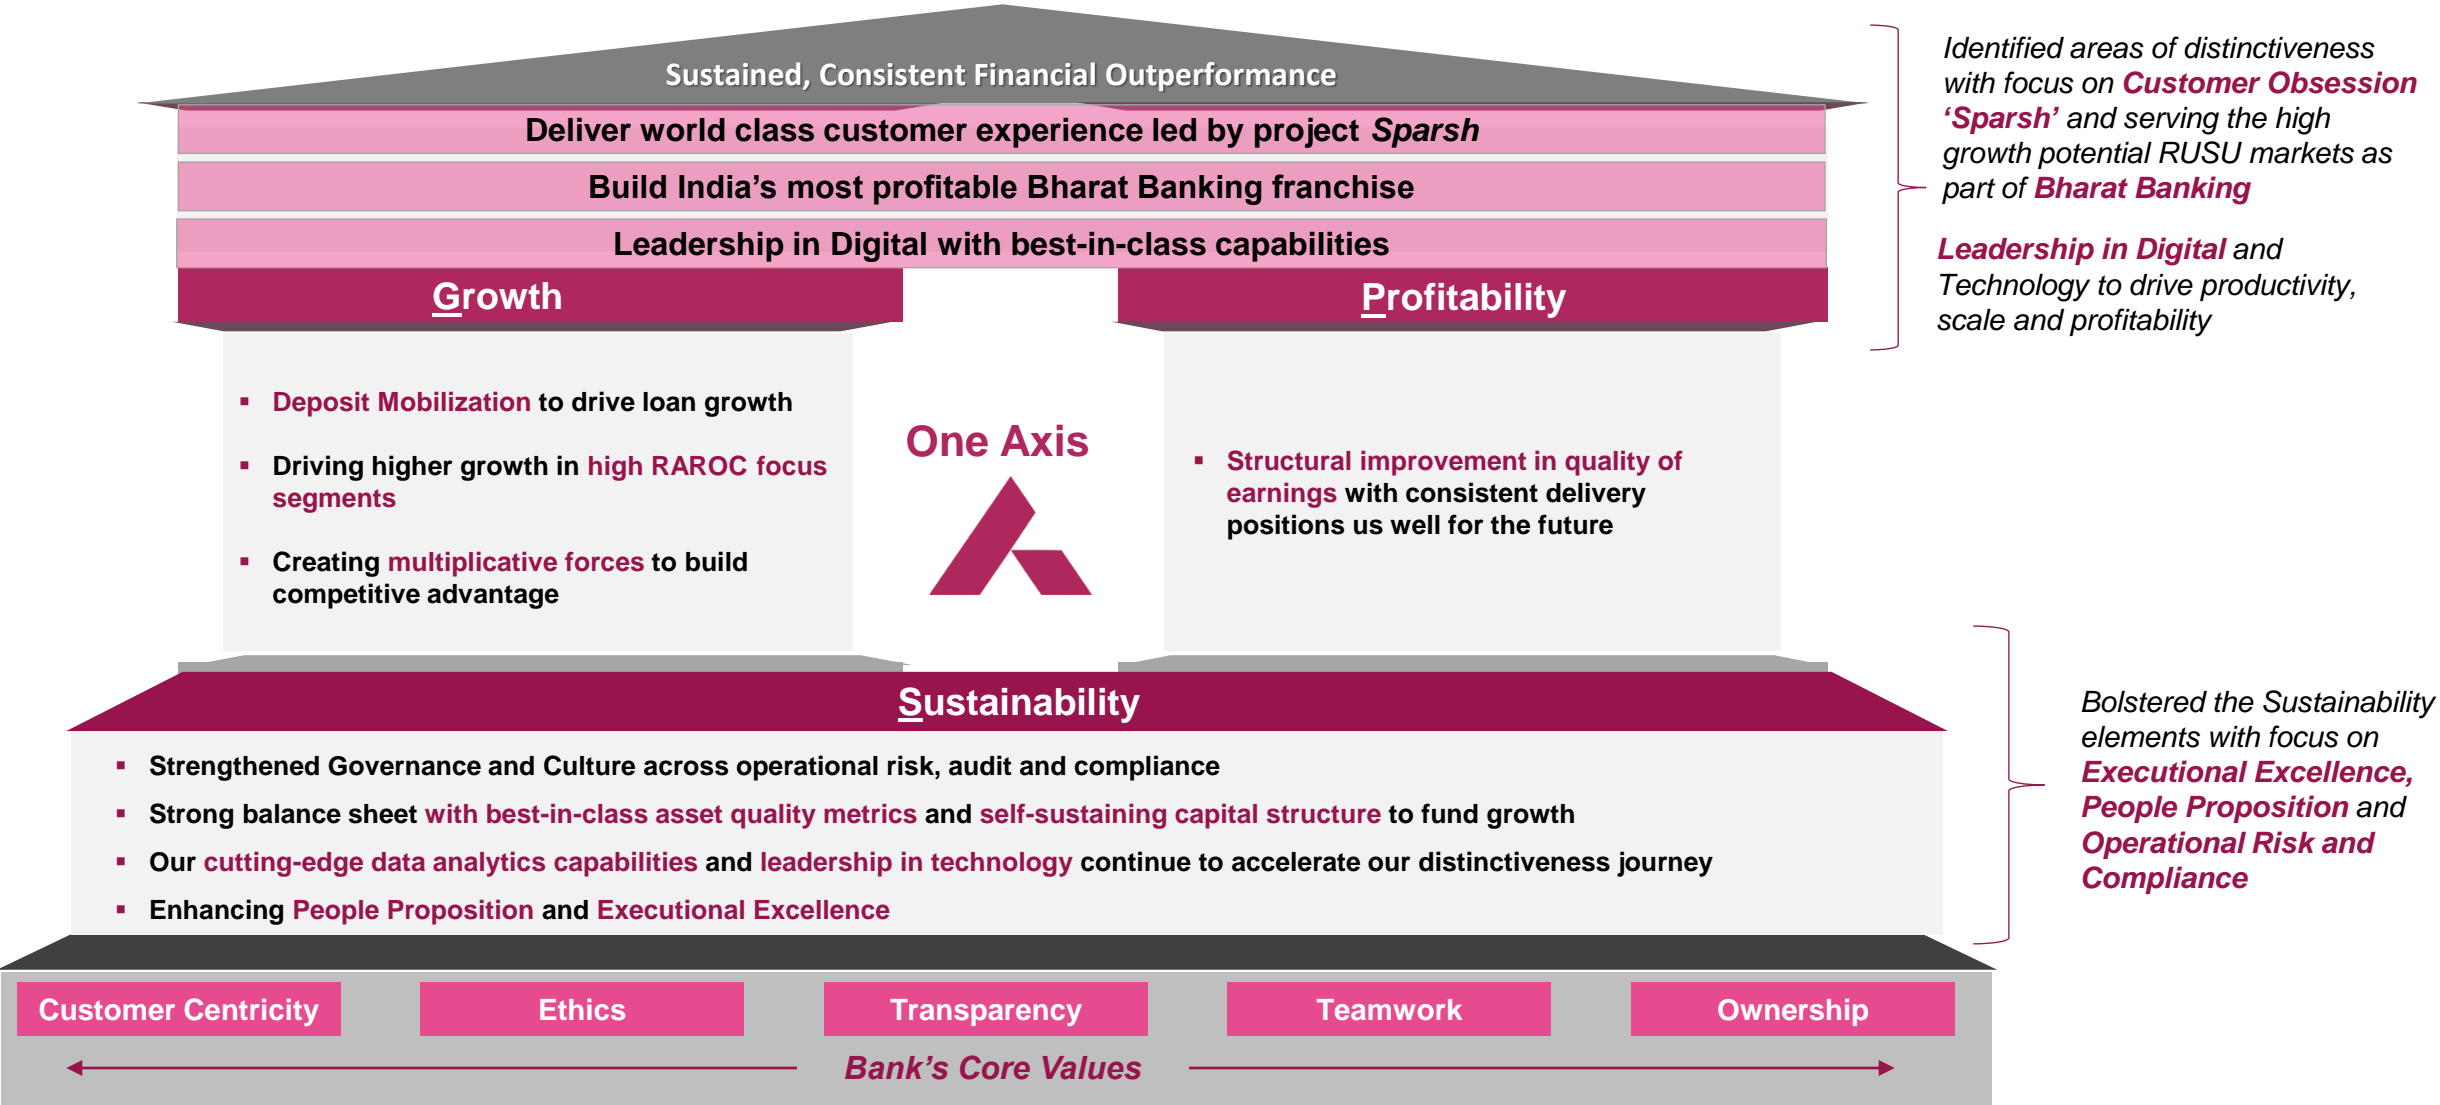 Sustained, Consistent Financial Outperformance
Deliver world class customer experience led by project Sparsh
Build India’s most profitable Bharat Banking franchise
Leadership in Digital with best-in-class capabilities
Growth
Profitability
▪ Deposit Mobilization to drive loan growth
▪ Driving higher growth in high RAROC focus
segments
▪ Creating multiplicative forces to build
competitive advantage
One Axis
▪ Structural improvement in quality of
earnings with consistent delivery
positions us well for the future
Sustainability
▪ Strengthened Governance and Culture across operational risk, audit and compliance
▪ Strong balance sheet with best-in-class asset quality metrics and self-sustaining capital structure to fund growth
▪ Our cutting-edge data analytics capabilities and leadership in technology continue to accelerate our distinctiveness journey
▪ Enhancing People Proposition and Executional Excellence
Customer Centricity
Ethics
Transparency
Teamwork
Ownership
Bank’s Core Values
Identified areas of distinctiveness
with focus on Customer Obsession
‘Sparsh’ and serving the high
growth potential RUSU markets as
part of Bharat Banking
Leadership in Digital and
Technology to drive productivity,
scale and profitability
Bolstered the Sustainability
elements with focus on
Executional Excellence,
People Proposition and
Operational Risk and
Compliance